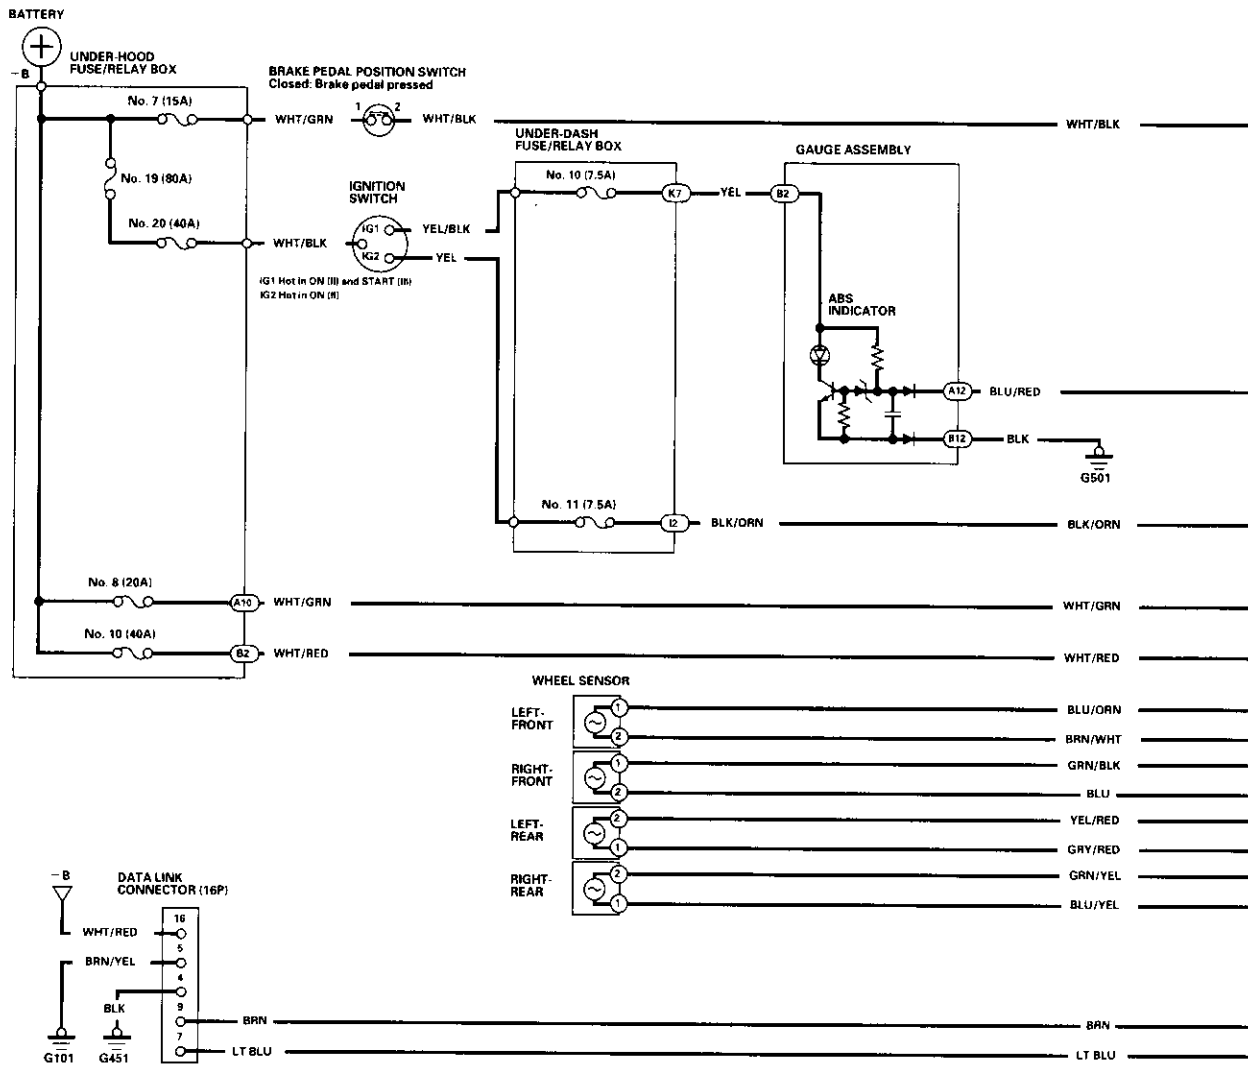 BATTERY
–B
UNDER-HOOD
FUSE/RELAY BOX
BRAKE PEDAL POSITION SWITCH
Closed: Brake pedal pressed
No. 7 (15A)
WHT/GRN
1
2
WHT/BLK
WHT/BLK
UNDER-DASH
FUSE/RELAY BOX
GAUGE ASSEMBLY
No. 19 (80A)
IGNITION
SWITCH
No. 10 (7.5A)
K7
YEL
B2
No. 20 (40A)
WHT/BLK
IG1
YEL/BLK
IG2
YEL
IG1 Hot in ON (II) and START (III)
IG2 Hot in ON (II)
ABS
INDICATOR
A12
BLU/RED
B12
BLK
G501
No. 11 (7.5A)
I2
BLK/ORN
BLK/ORN
No. 8 (20A)
A10
WHT/GRN
WHT/GRN
No. 10 (40A)
B2
WHT/RED
WHT/RED
WHEEL SENSOR
LEFT-
FRONT
1
BLU/ORN
2
BRN/WHT
RIGHT-
FRONT
1
GRN/BLK
2
BLU
LEFT-
REAR
2
YEL/RED
1
GRY/RED
RIGHT-
REAR
2
GRN/YEL
1
BLU/YEL
–B
DATA LINK
CONNECTOR (16P)
16
WHT/RED
5
BRN/YEL
4
BLK
9
BRN
BRN
7
LT BLU
LT BLU
G101
G451